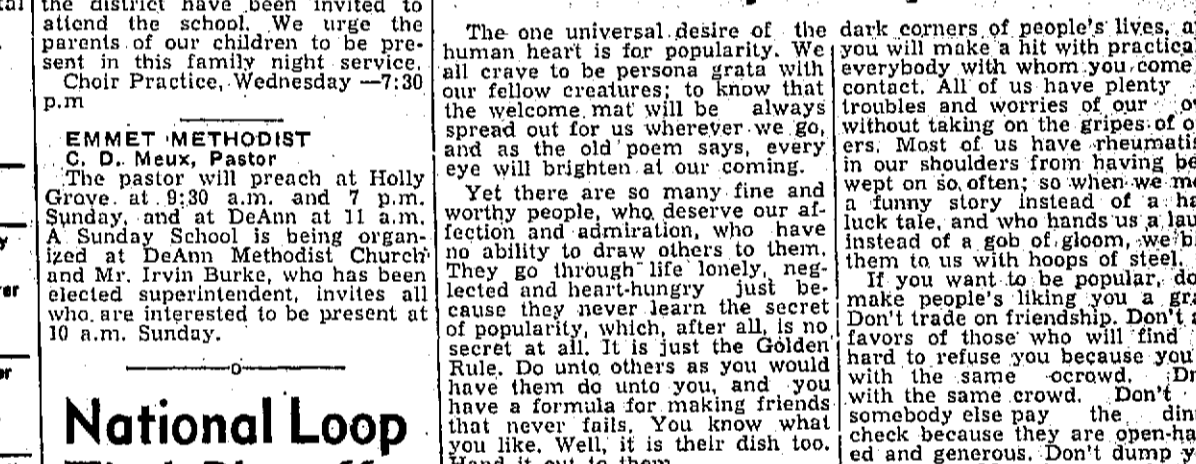 the district have been invited to
attend the school. We urge the
parents of our children to be pre-
sent in this family night service.
Choir Practice, Wednesday —7:30
p.m
EMMET METHODIST
C. D. Meux, Pastor
The pastor will preach at Holly
Grove at 9:30 a.m. and 7 p.m.
Sunday, and at DeAnn at 11 a.m.
A Sunday School is being organ-
ized at DeAnn Methodist Church
and Mr. Irvin Burke, who has been
elected superintendent, invites all
who are interested to be present at
10 a.m. Sunday.
National Loop
The one universal desire of the
human heart is for popularity. We
all crave to be persona grata with
our fellow creatures; to know that
the welcome mat will be always
spread out for us wherever we go,
and as the old poem says, every
eye will brighten at our coming.
Yet there are so many fine and
worthy people, who deserve our af-
fection and admiration, who have
no ability to draw others to them.
They go through life lonely, neg-
lected and heart-hungry just be-
cause they never learn the secret
of popularity, which, after all, is no
secret at all. It is just the Golden
Rule. Do unto others as you would
have them do unto you, and you
have a formula for making friends
that never fails. You know what
you like. Well, it is their dish too.
Hand it out to them
dark corners of people's lives,
you will make a hit with
everybody with whom you come
contact. All of us have plenty
troubles and worries of our
without taking on the gripes of
ers. Most of us have
in our shoulders from having
wept on so often; so when we
a funny story instead of a
luck tale, and who hands us a
instead of a gob of gloom, we
them to us with hoops of steel.
If you want to be popular,
make people's liking you a
Don't trade on friendship. Don't
favors of those who will find
hard to refuse you because you
with the same ocrowd.
with the same crowd. Don't
somebody else pay the
check because they are
ed and generous. Don't dump